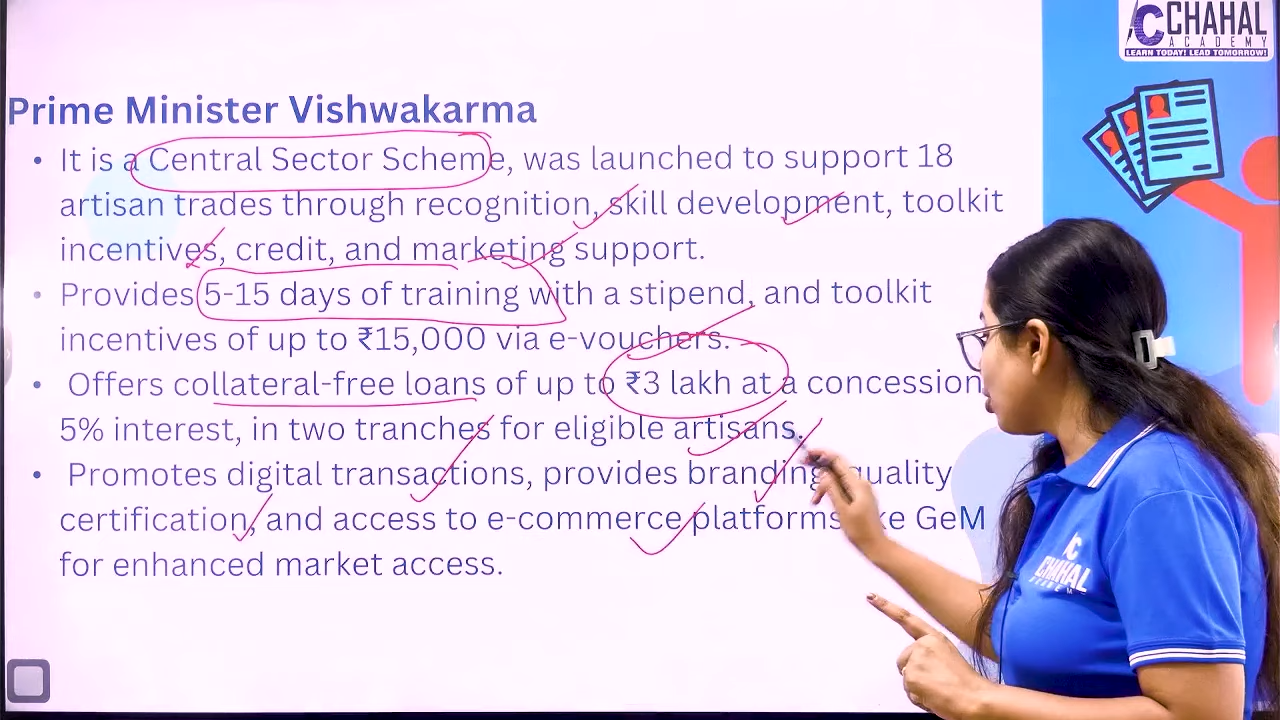 CHAHAL
ACADEMY
LEARN TODAY! LEAD TOMORROW!
Prime Minister Vishwakarma
• It is a Central Sector Scheme, was launched to support 18
artisan trades through recognition, skill development, toolkit
incentives, credit, and marketing support.
• Provides 5-15 days of training with a stipend, and toolkit
incentives of up to ₹15,000 via e-vouchers.
• Offers collateral-free loans of up to ₹3 lakh at a concession
5% interest, in two tranches for eligible artisans.
• Promotes digital transactions, provides branding, quality
certification, and access to e-commerce platforms GeM
for enhanced market access.
CHAHAL